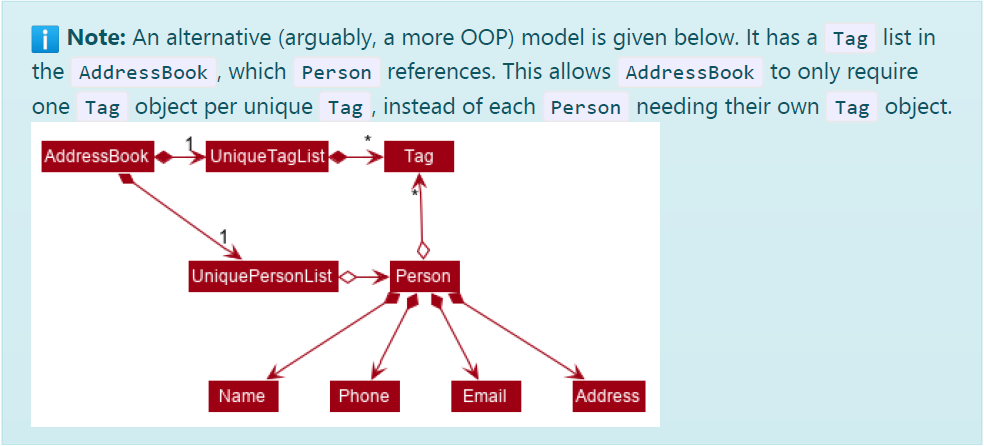 i Note: An alternative (arguably, a more OOP) model is given below. It has a Tag list in
the AddressBook , which Person references. This allows AddressBook to only require
one Tag object per unique Tag , instead of each Person needing their own Tag object.
AddressBook 1 UniqueTagList * Tag
*
1
UniquePersonList Person
Name Phone Email Address